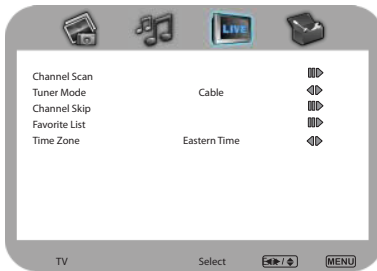 LIVE
Channel Scan
Tuner Mode Cable
Channel Skip
Favorite List
Time Zone Eastern Time
TV Select MENU